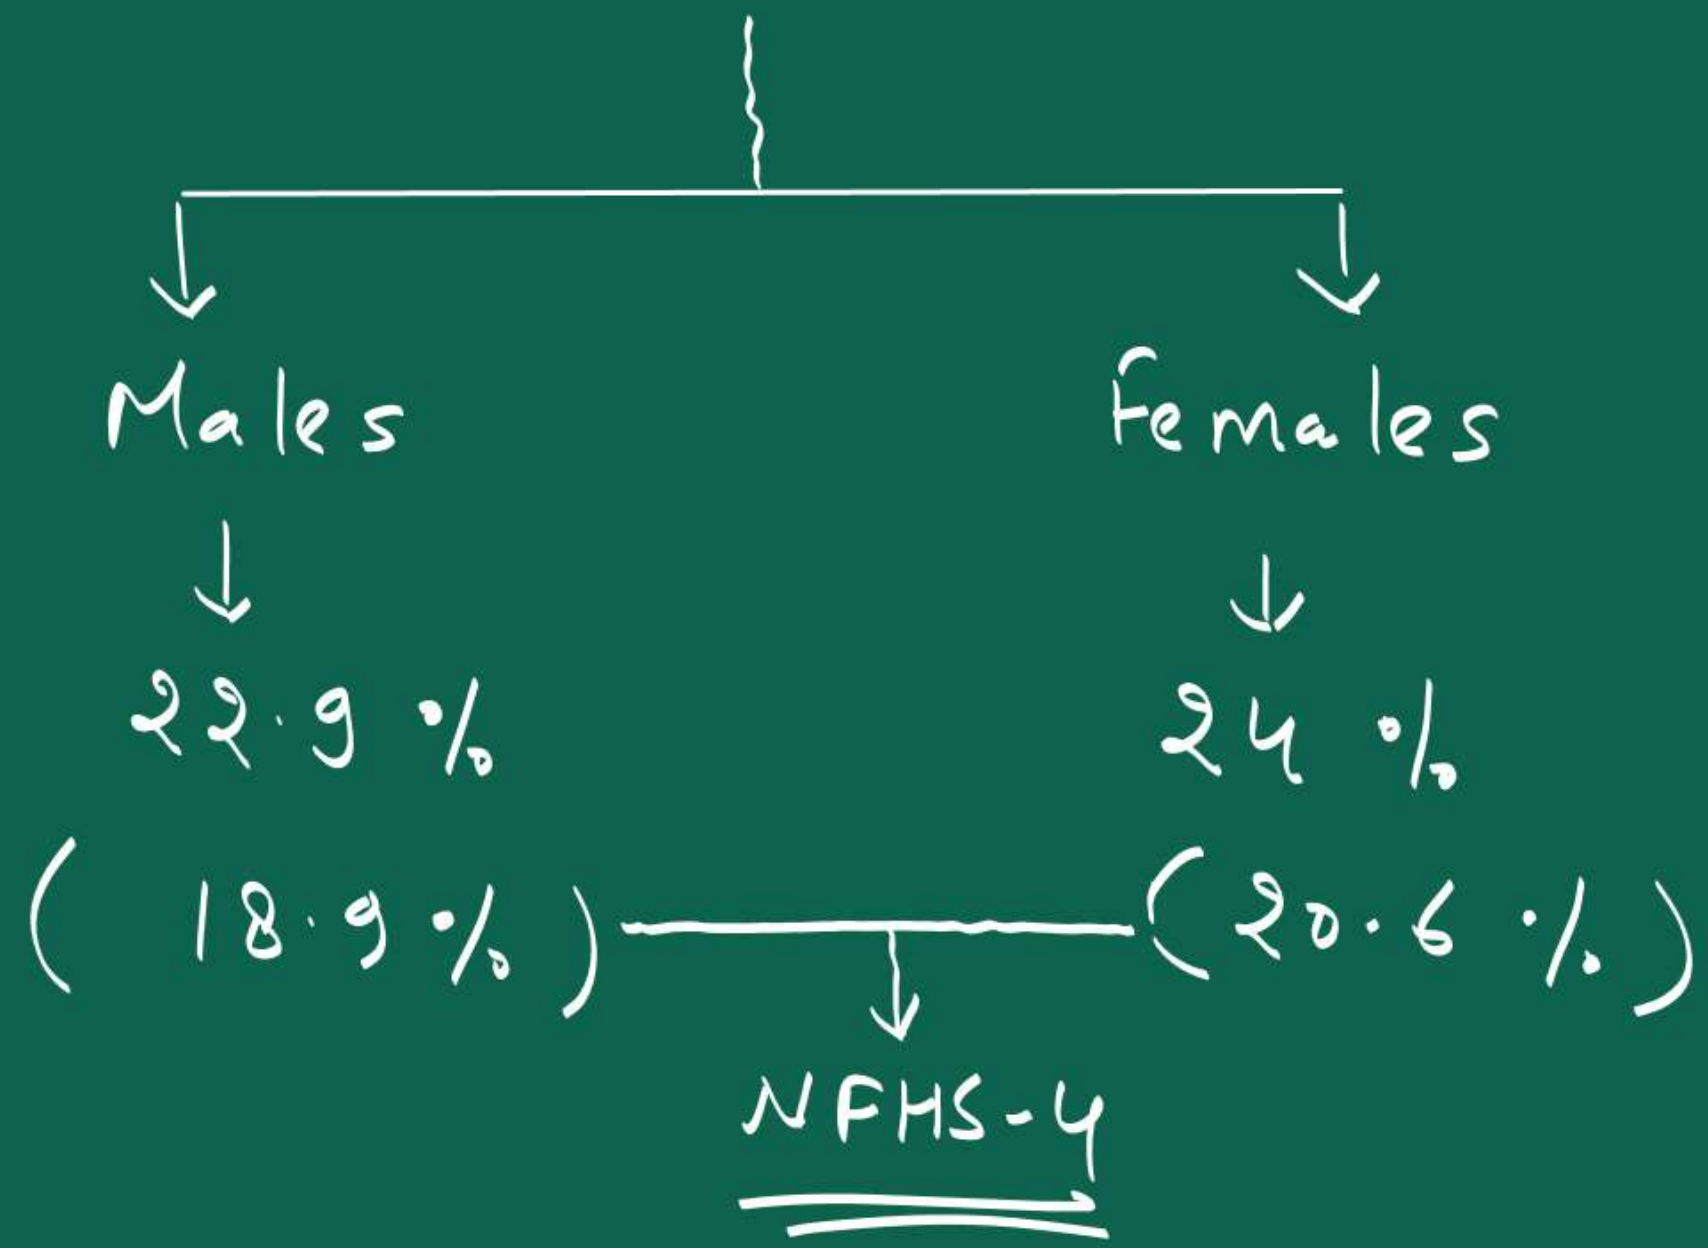 Males Females
22.9 % 24 %
( 18.9 % ) (20.6 % )
NFHS-4